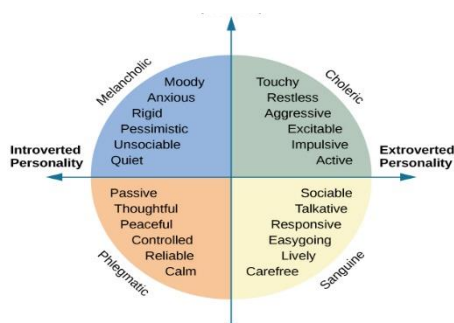 Melancholic
Choleric
Moody
Anxious
Rigid
Pessimistic
Unsociable
Quiet
Touchy
Restless
Aggressive
Excitable
Impulsive
Active
Introverted
Personality
Extroverted
Personality
Passive
Thoughtful
Peaceful
Controlled
Reliable
Calm
Sociable
Talkative
Responsive
Easygoing
Lively
Carefree
Phlegmatic
Sanguine